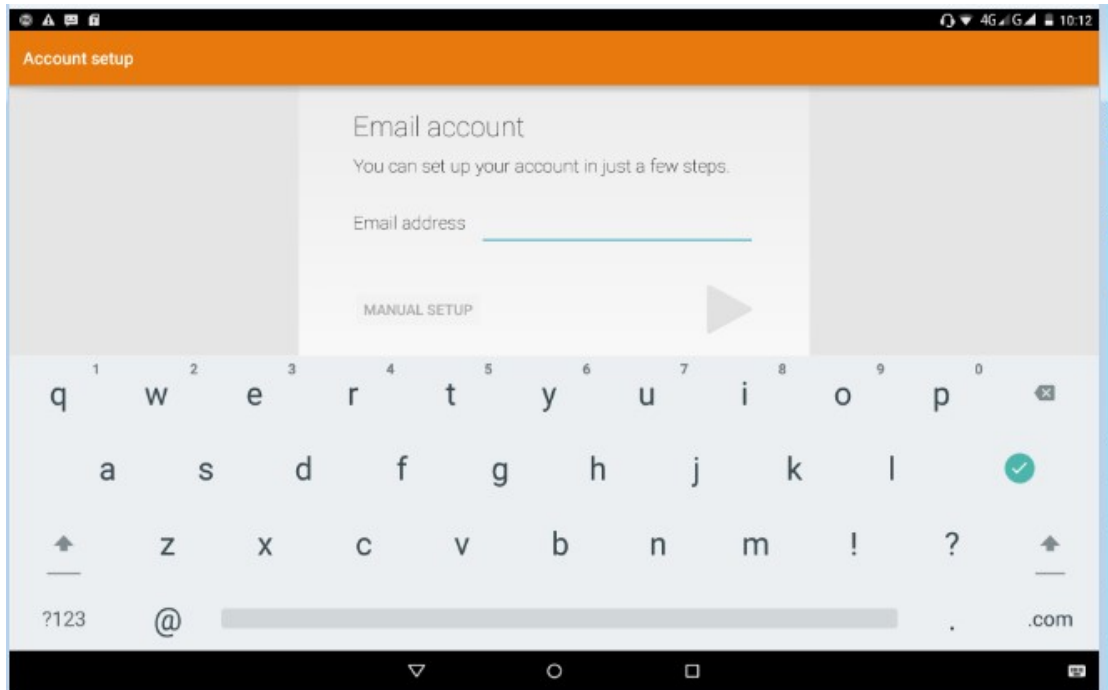 4G G 10:12
Account setup
Email account
You can set up your account in just a few steps.
Email address
MANUAL SETUP
1 2 3 4 5 6 7 8 9 0
q w e r t y u i o p
a s d f g h j k l
z x c v b n m ! ?
?123 @ . .com